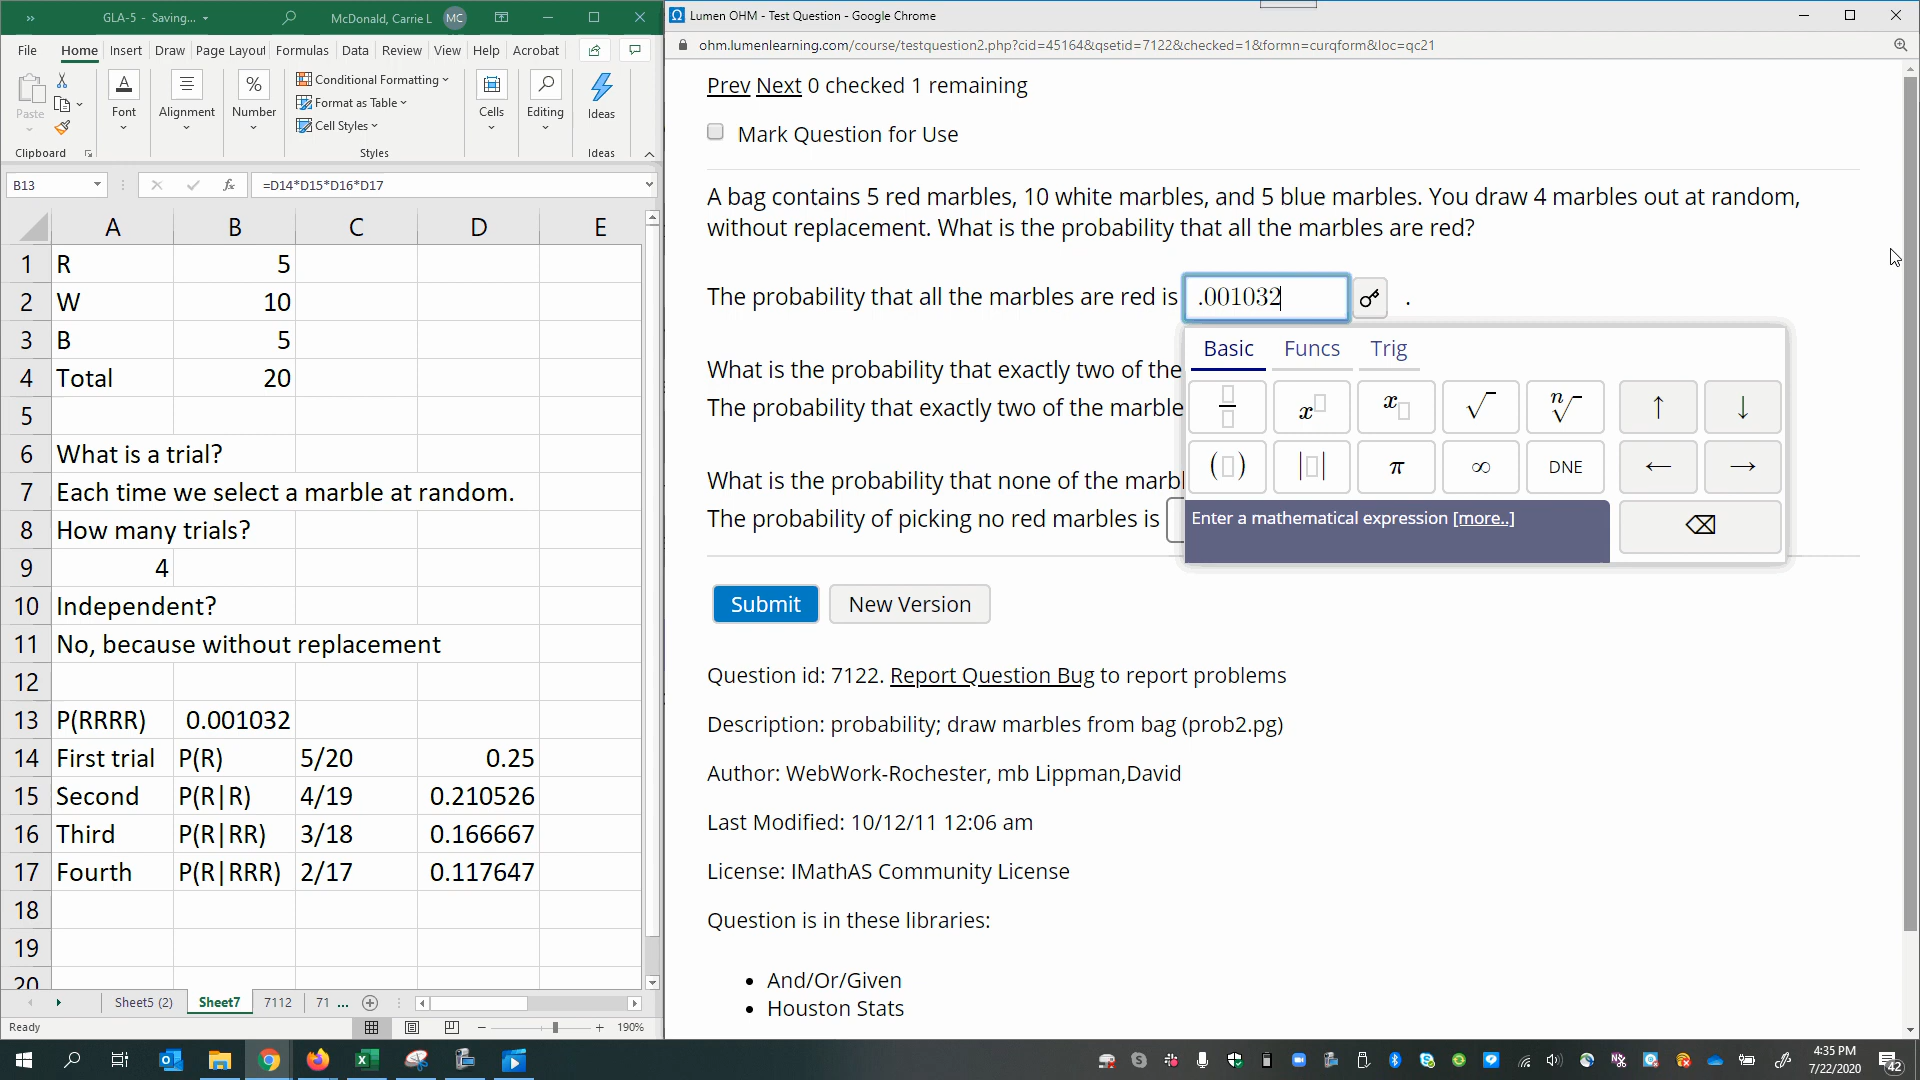 GLA-5 - Saving...
McDonald, Carrie L
MC
File Home Insert Draw Page Layout Formulas Data Review View Help Acrobat
Paste
Font
Alignment
%
Number
Conditional Formatting
Format as Table
Cell Styles
Cells
Editing
Ideas
Clipboard
Styles
Ideas
B13
fx
=D14*D15*D16*D17
A B C D E
1 R 5
2 W 10
3 B 5
4 Total 20
5
6 What is a trial?
7 Each time we select a marble at random.
8 How many trials?
9 4
10 Independent?
11 No, because without replacement
12
13 P(RRRR) 0.001032
14 First trial P(R) 5/20 0.25
15 Second P(R|R) 4/19 0.210526
16 Third P(R|RR) 3/18 0.166667
17 Fourth P(R|RRR) 2/17 0.117647
18
19
20
Sheet5 (2) Sheet7 7112 71 ...
Ready
190%
Lumen OHM - Test Question - Google Chrome
ohm.lumenlearning.com/course/testquestion2.php?cid=45164&qsetid=7122&checked=1&formn=curqform&loc=qc21
Prev Next 0 checked 1 remaining
Mark Question for Use
A bag contains 5 red marbles, 10 white marbles, and 5 blue marbles. You draw 4 marbles out at random,
without replacement. What is the probability that all the marbles are red?
The probability that all the marbles are red is .001032 .
What is the probability that exactly two of the
The probability that exactly two of the marble
What is the probability that none of the marbl
The probability of picking no red marbles is
Basic Funcs Trig
x x √ n√ ↑ ↓
(▯) |▯| π ∞ DNE ← →
Enter a mathematical expression [more..]
Submit
New Version
Question id: 7122. Report Question Bug to report problems
Description: probability; draw marbles from bag (prob2.pg)
Author: WebWork-Rochester, mb Lippman,David
Last Modified: 10/12/11 12:06 am
License: IMathAS Community License
Question is in these libraries:
• And/Or/Given
• Houston Stats
4:35 PM
7/22/2020
42